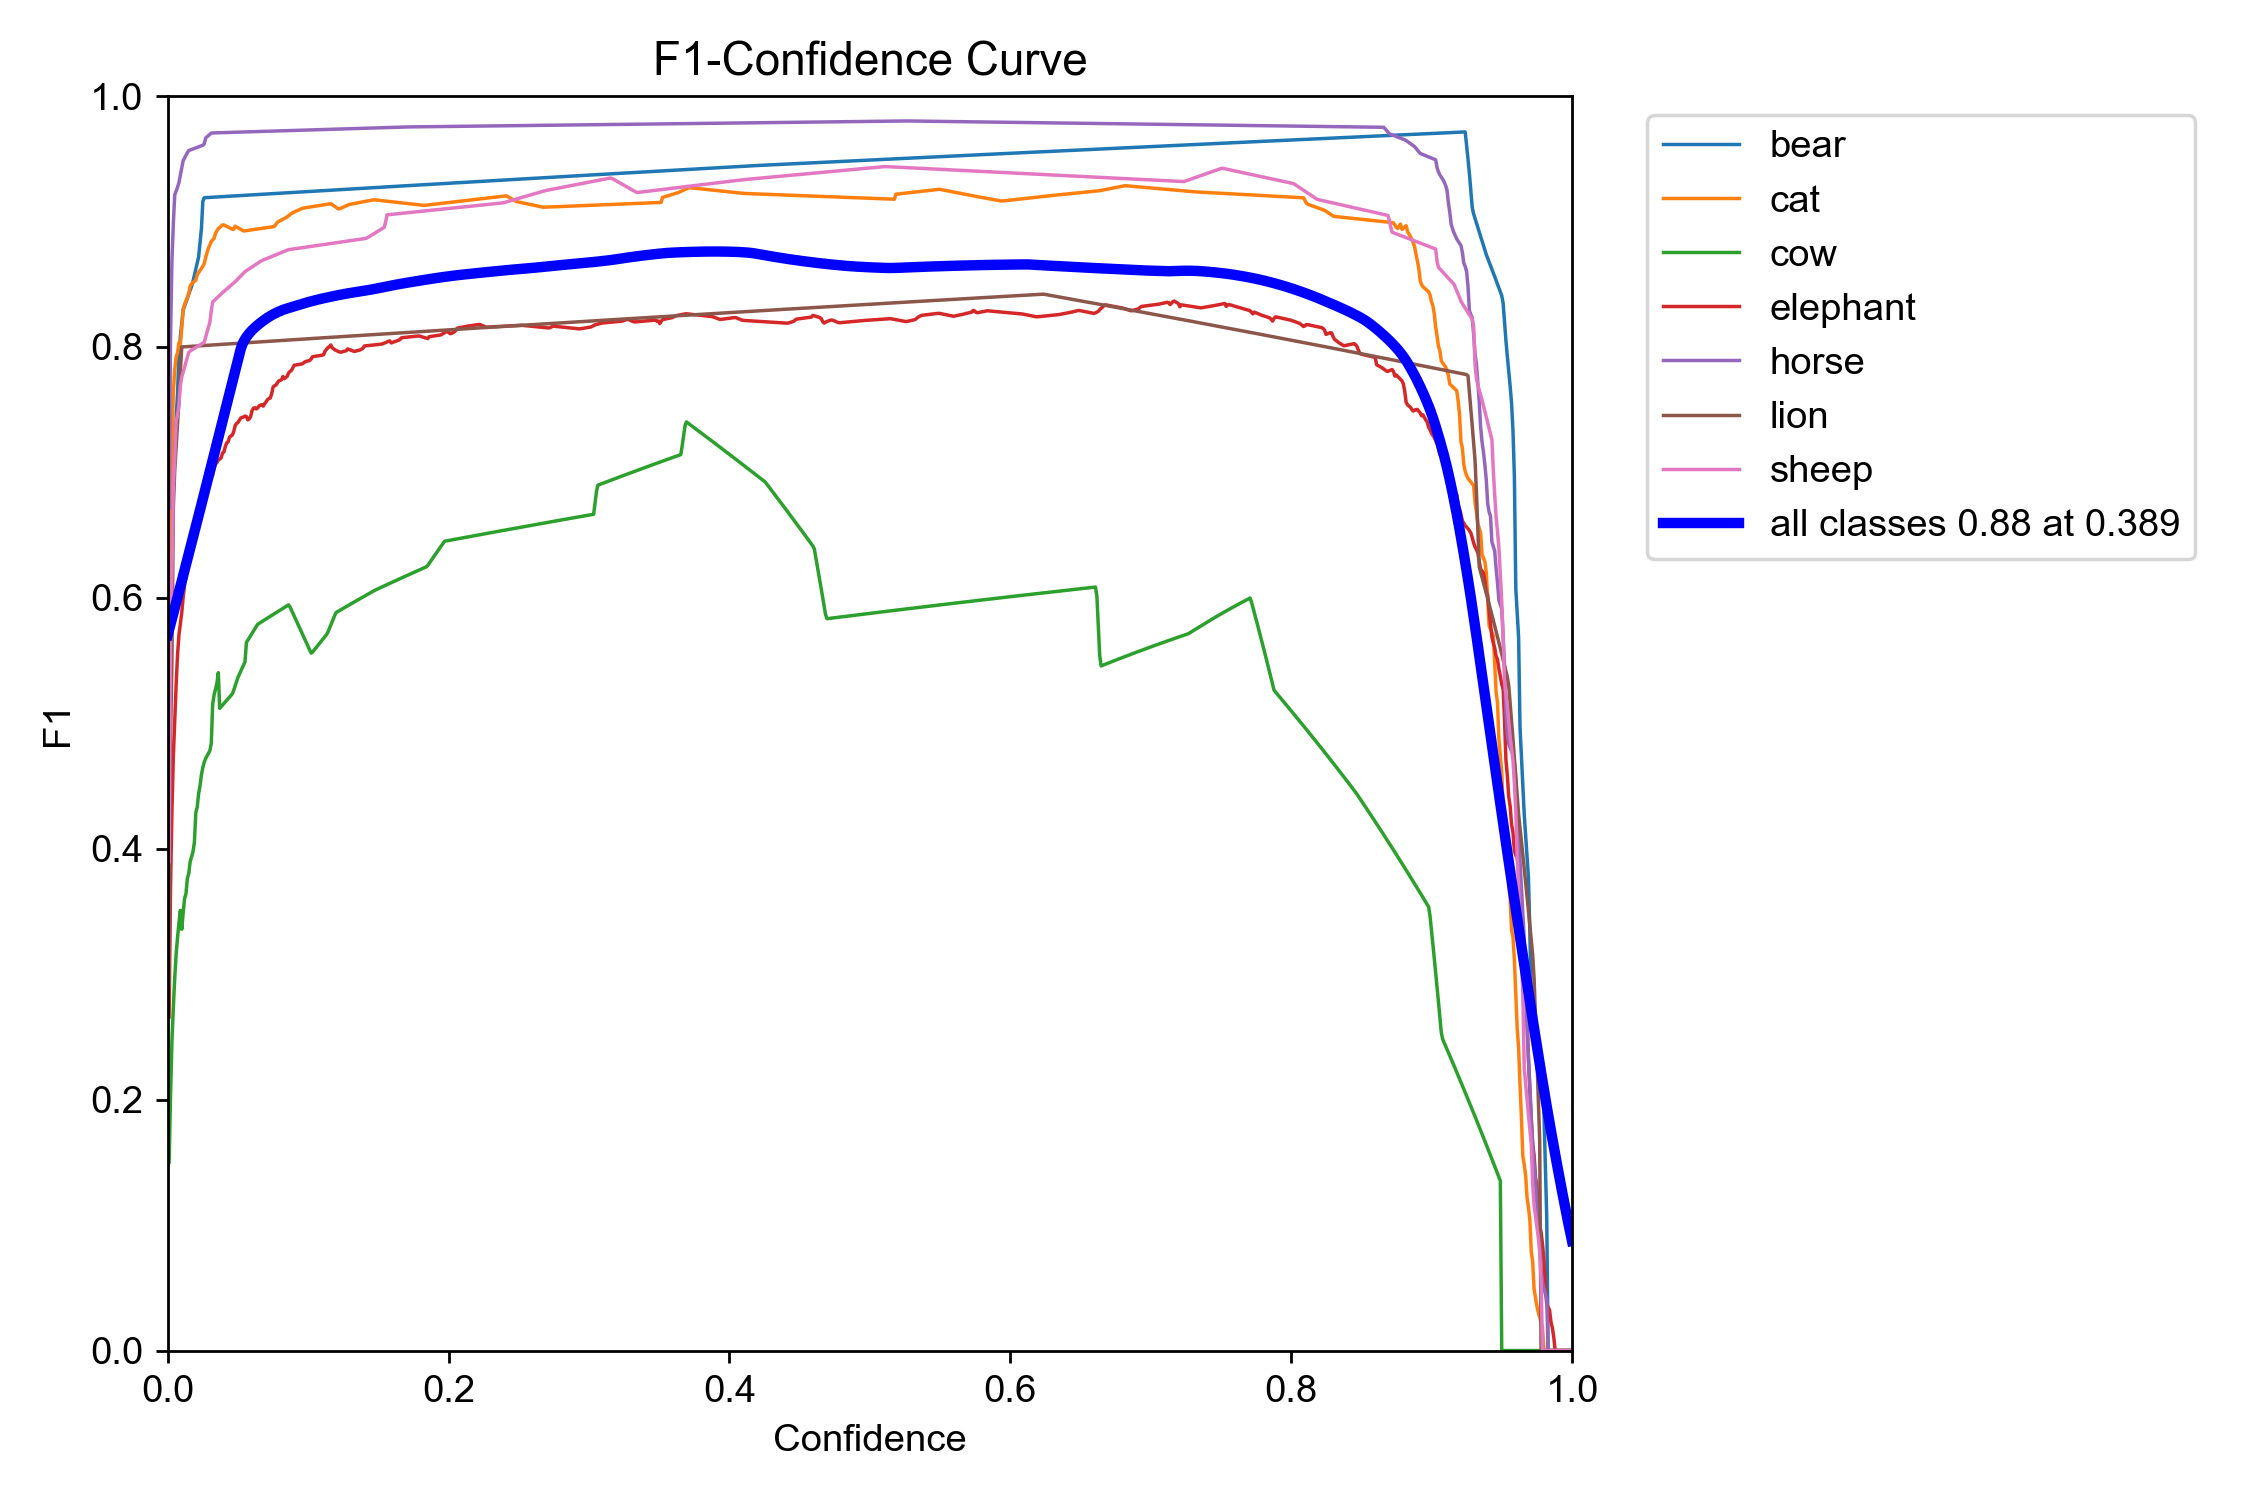 F1-Confidence Curve
1.0
0.8
0.6
0.4
0.2
0.0
F1
0.0 0.2 0.4 0.6 0.8 1.0
Confidence
bear
cat
cow
elephant
horse
lion
sheep
all classes 0.88 at 0.389